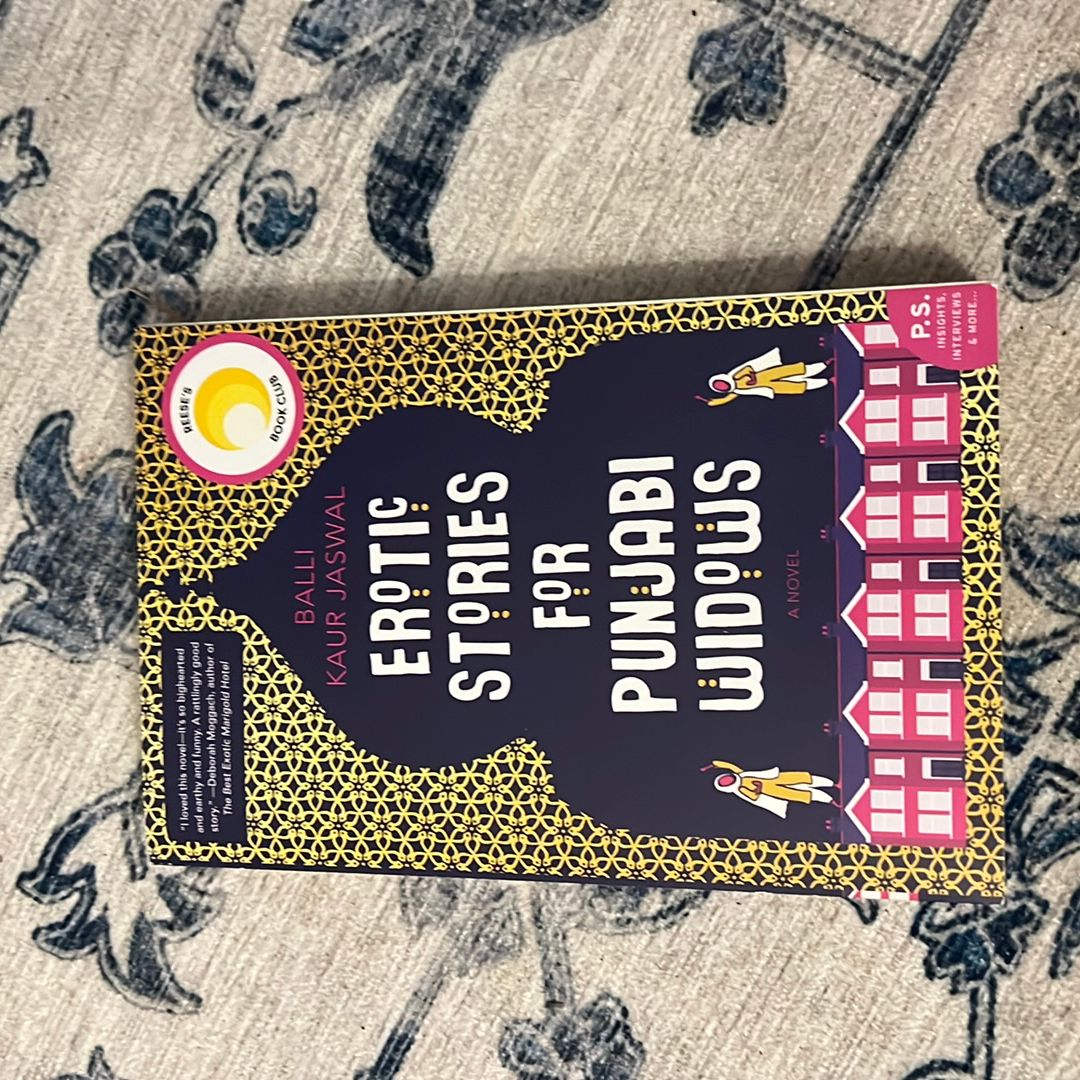 "I loved this novel—it's so bighearted
and earthy and funny. A rattlingly good
story." —Deborah Moggach, author of
The Best Exotic Marigold Hotel
REESE'S
BOOK CLUB
BALLI
KAUR JASWAL
EROTIC
STORIES
FOR
PUNJABI
WIDOWS
A NOVEL
P.S.
INSIGHTS,
INTERVIEWS
& MORE...